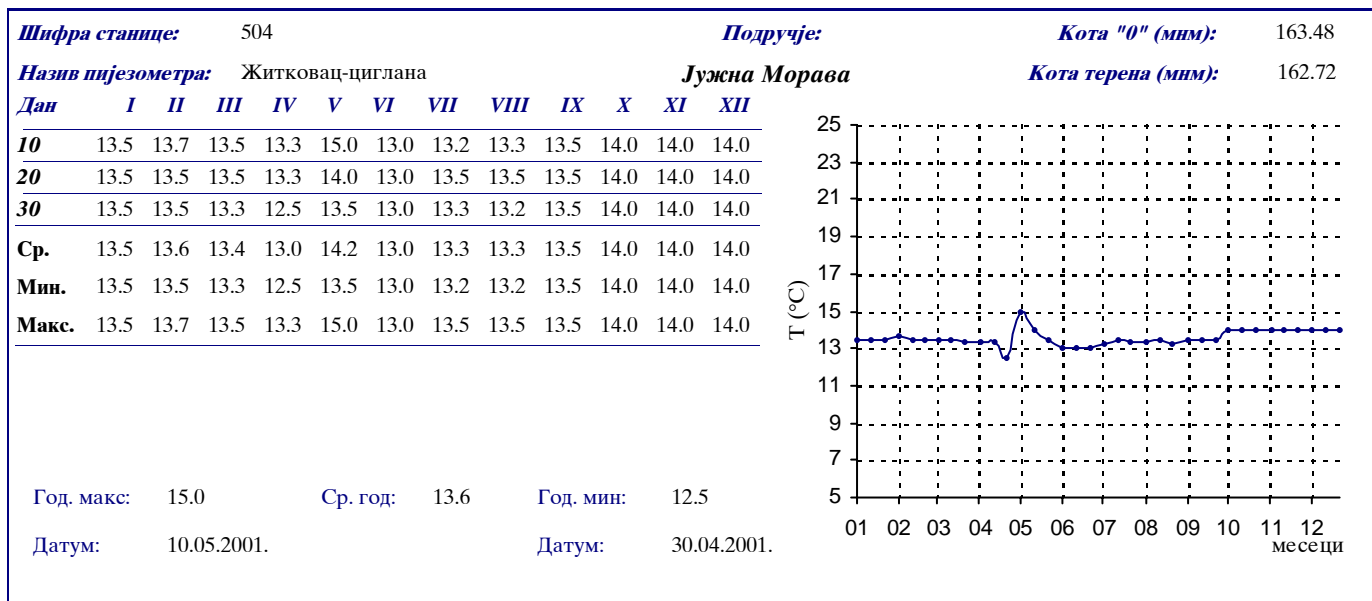 Шифра станице: 504 Подручје: Кота "0" (мнм): 163.48
Назив пијезометра: Житковац-циглана Јужна Морава Кота терена (мнм): 162.72
Дан I II III IV V VI VII VIII IX X XI XII
10 13.5 13.7 13.5 13.3 15.0 13.0 13.2 13.3 13.5 14.0 14.0 14.0
20 13.5 13.5 13.5 13.3 14.0 13.0 13.5 13.5 13.5 14.0 14.0 14.0
30 13.5 13.5 13.3 12.5 13.5 13.0 13.3 13.2 13.5 14.0 14.0 14.0
Ср. 13.5 13.6 13.4 13.0 14.2 13.0 13.3 13.3 13.5 14.0 14.0 14.0
Мин. 13.5 13.5 13.3 12.5 13.5 13.0 13.2 13.2 13.5 14.0 14.0 14.0
Макс. 13.5 13.7 13.5 13.3 15.0 13.0 13.5 13.5 13.5 14.0 14.0 14.0
Год. макс: 15.0 Ср. год: 13.6 Год. мин: 12.5
Датум: 10.05.2001. Датум: 30.04.2001.
25
23
21
19
17
15
13
11
9
7
5
T (°C)
01 02 03 04 05 06 07 08 09 10 11 12
месеци